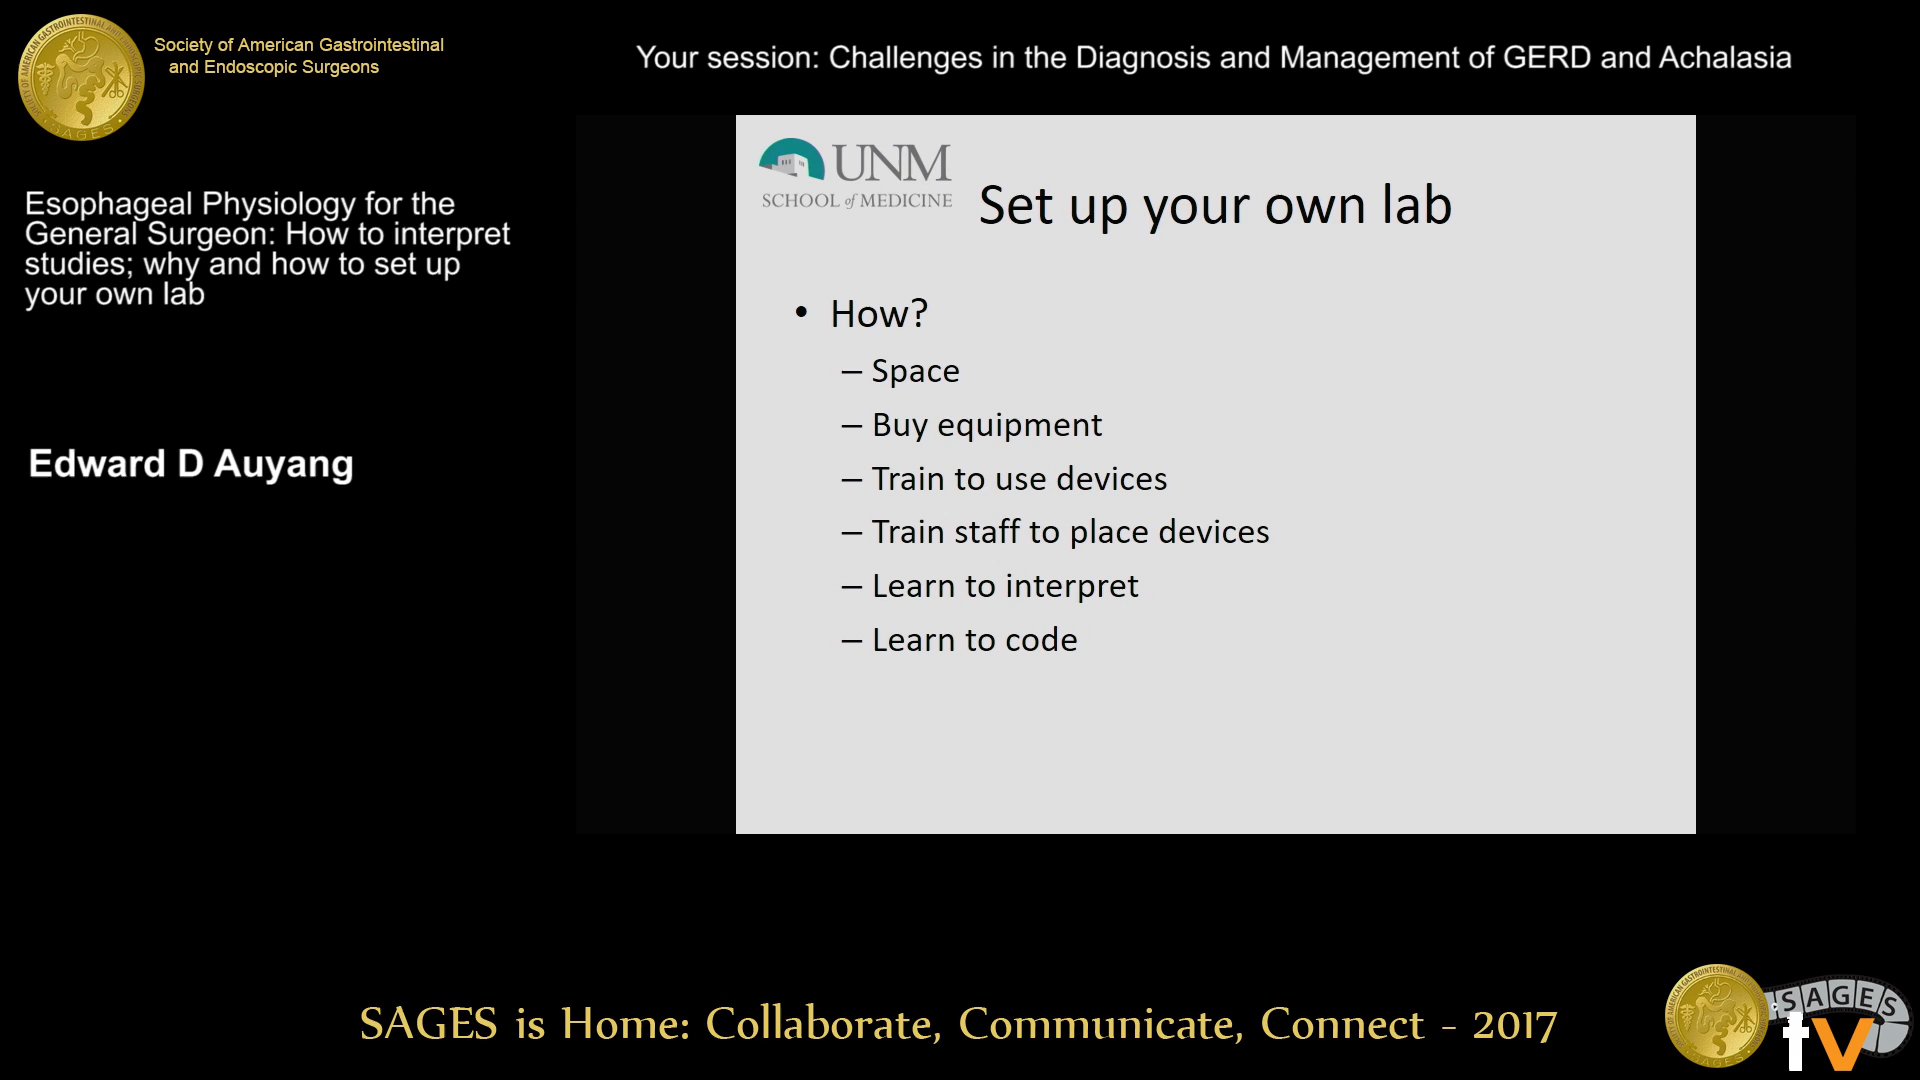 Society of American Gastrointestinal
and Endoscopic Surgeons
Your session: Challenges in the Diagnosis and Management of GERD and Achalasia
Esophageal Physiology for the
General Surgeon: How to interpret
studies; why and how to set up
your own lab
Edward D Auyang
UNM
SCHOOL of MEDICINE
Set up your own lab
• How?
– Space
– Buy equipment
– Train to use devices
– Train staff to place devices
– Learn to interpret
– Learn to code
SAGES is Home: Collaborate, Communicate, Connect - 2017
SAGES
tv